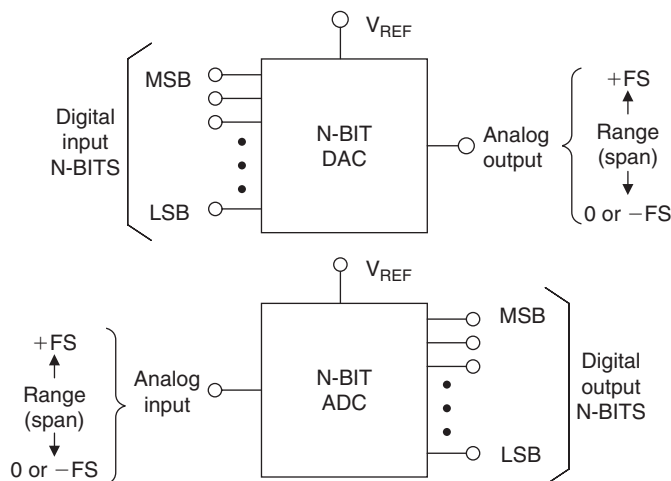 V_REF
MSB
Digital
input
N-BITS
LSB
N-BIT
DAC
Analog
output
+FS
Range
(span)
0 or −FS
V_REF
+FS
Range
(span)
0 or −FS
Analog
input
N-BIT
ADC
MSB
LSB
Digital
output
N-BITS